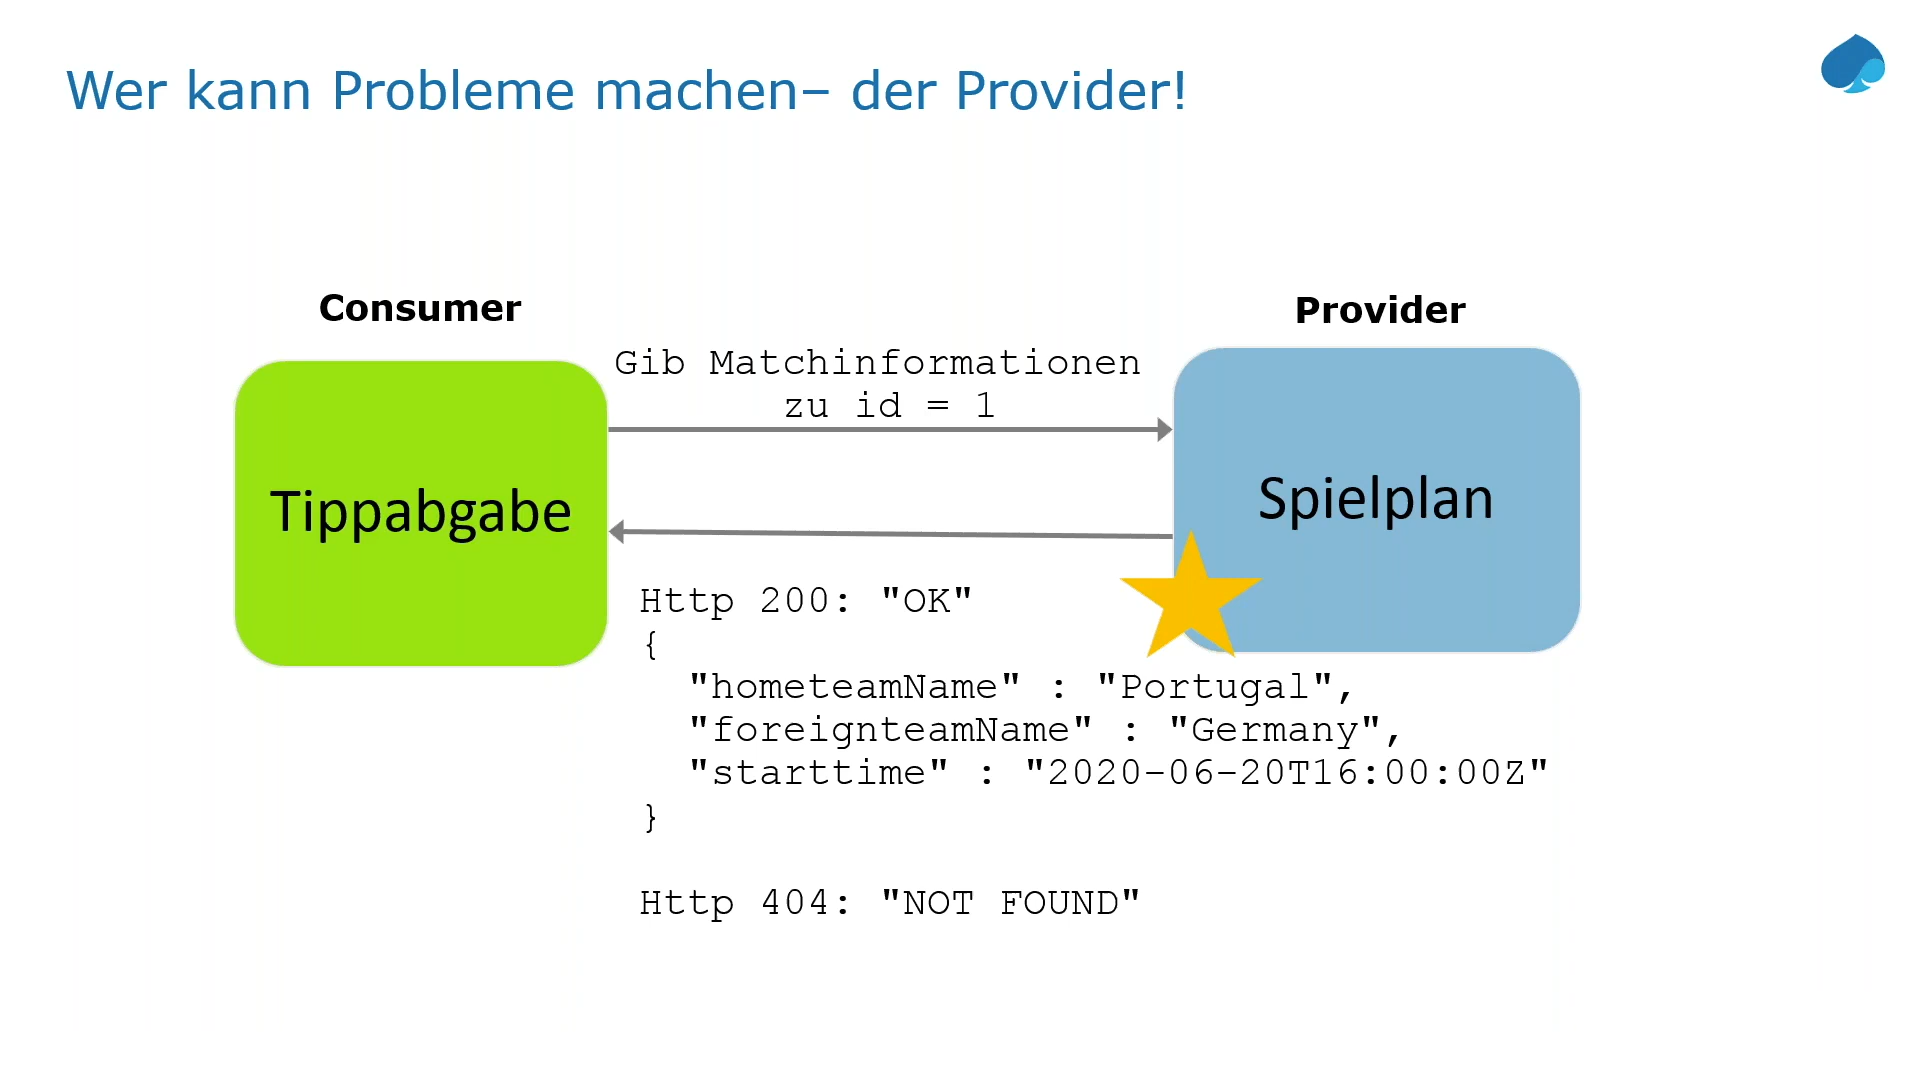 Wer kann Probleme machen– der Provider!
Consumer
Provider
Gib Matchinformationen
zu id = 1
Tippabgabe
Spielplan
Http 200: "OK"
{
"hometeamName" : "Portugal",
"foreignteamName" : "Germany",
"starttime" : "2020-06-20T16:00:00Z"
}
Http 404: "NOT FOUND"